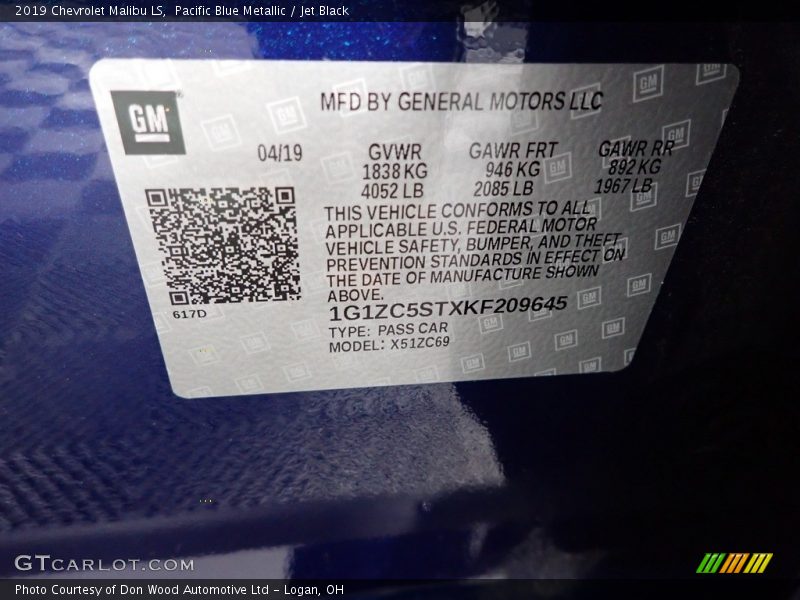 2019 Chevrolet Malibu LS, Pacific Blue Metallic / Jet Black
GM
MFD BY GENERAL MOTORS LLC
04/19 GVWR GAWR FRT GAWR RR
1838 KG 946 KG 892 KG
4052 LB 2085 LB 1967 LB
THIS VEHICLE CONFORMS TO ALL
APPLICABLE U.S. FEDERAL MOTOR
VEHICLE SAFETY, BUMPER, AND THEFT
PREVENTION STANDARDS IN EFFECT ON
THE DATE OF MANUFACTURE SHOWN
ABOVE.
617D
1G1ZC5STXKF209645
TYPE: PASS CAR
MODEL: X51ZC69
GTCARLOT.COM
Photo Courtesy of Don Wood Automotive Ltd - Logan, OH